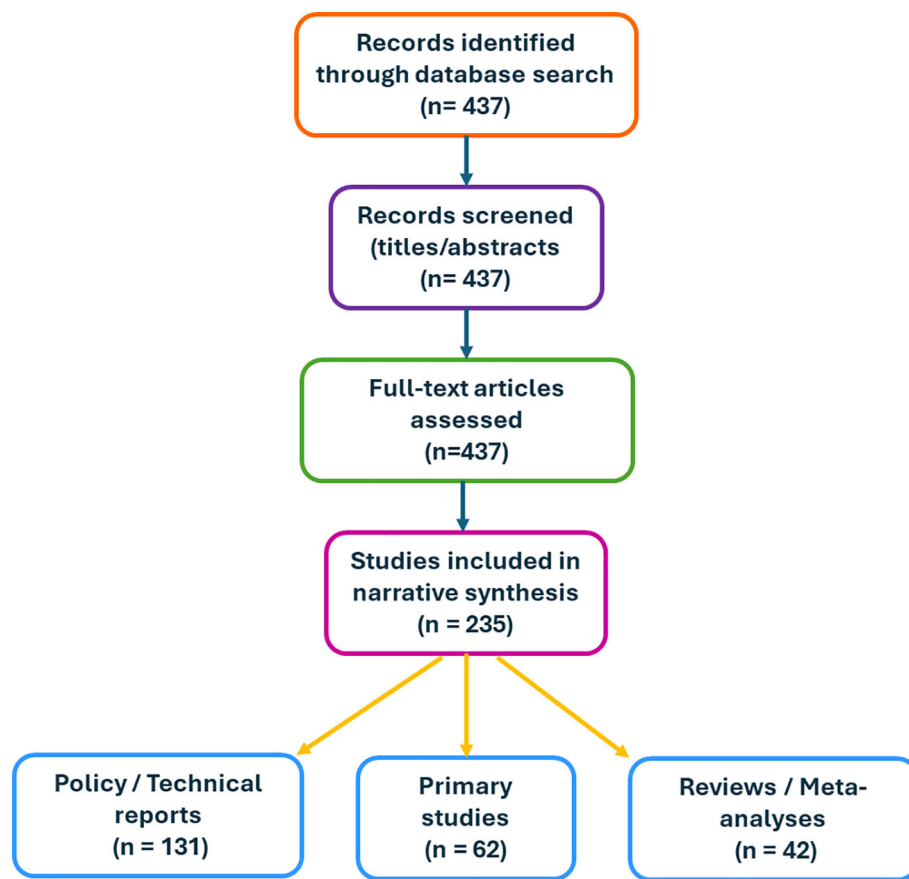 Records identified
through database search
(n= 437)
Records screened
(titles/abstracts
(n= 437)
Full-text articles
assessed
(n=437)
Studies included in
narrative synthesis
(n = 235)
Policy / Technical
reports
(n = 131)
Primary
studies
(n = 62)
Reviews / Meta-
analyses
(n = 42)